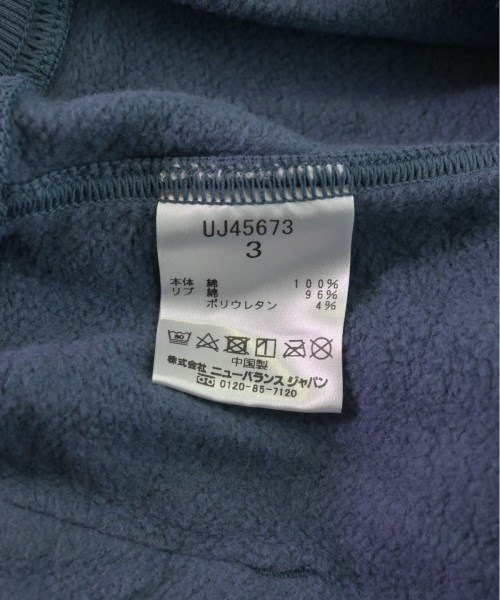 UJ45673
3
本体 綿 100%
リブ 綿 96%
ポリウレタン 4%
中国製
株式会社 ニューバランス ジャパン
0120-85-7120